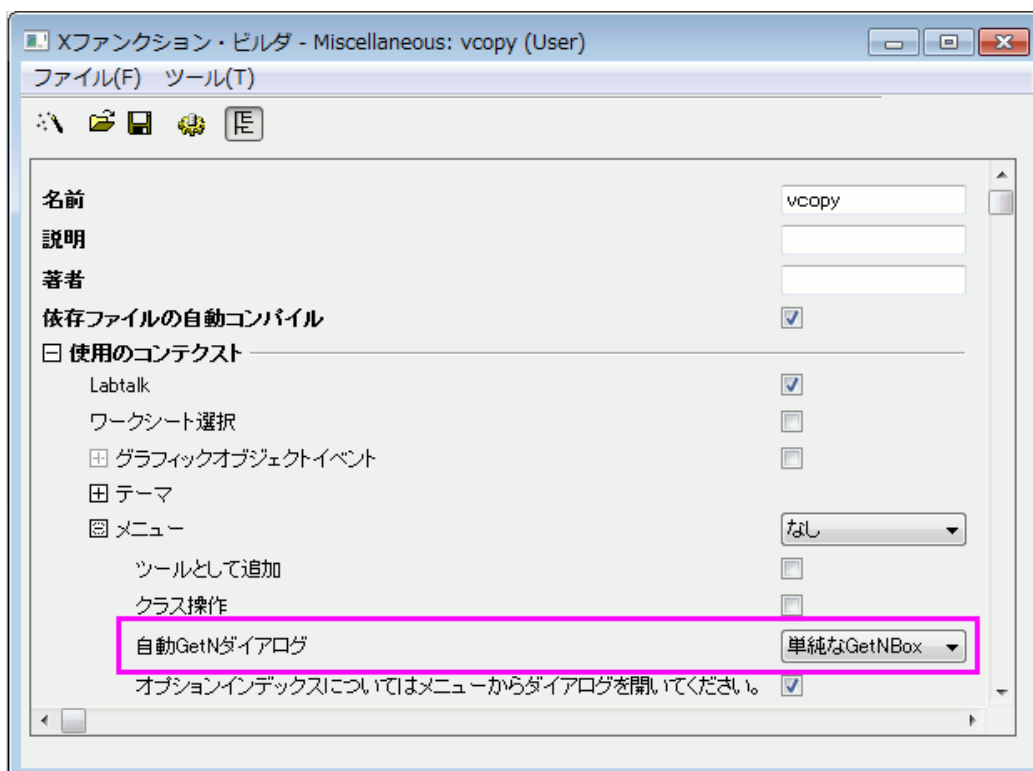 Xファンクション・ビルダ - Miscellaneous: vcopy (User)
ファイル(F) ツール(T)
名前 vcopy
説明
著者
依存ファイルの自動コンパイル
使用のコンテクスト
Labtalk
ワークシート選択
グラフィックオブジェクトイベント
テーマ
メニュー なし
ツールとして追加
クラス操作
自動GetNダイアログ 単純なGetNBox
オプションインデックスについてはメニューからダイアログを開いてください。